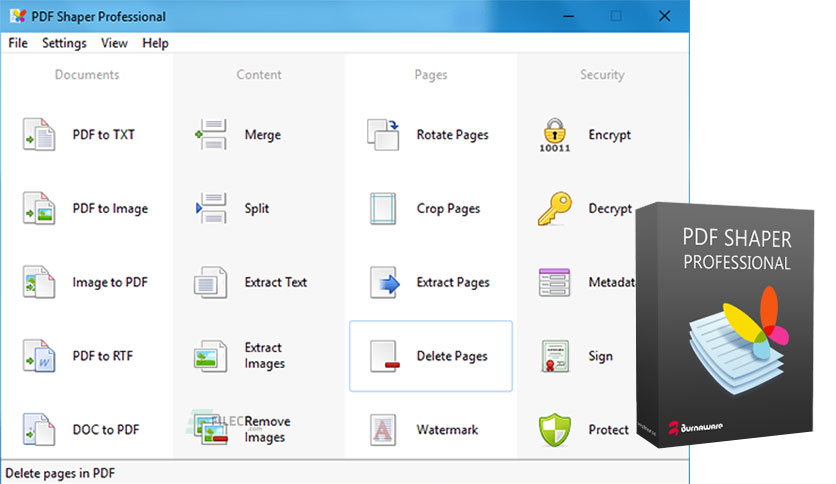 PDF Shaper Professional
File Settings View Help
Documents Content Pages Security
PDF to TXT Merge Rotate Pages 10011 Encrypt
PDF to Image Split Crop Pages Decrypt
Image to PDF Extract Text Extract Pages Metadat
PDF to RTF Extract Images Delete Pages Sign
DOC to PDF Remove Images Watermark Protect
Delete pages in PDF
PDF SHAPER
PROFESSIONAL
Burnaware